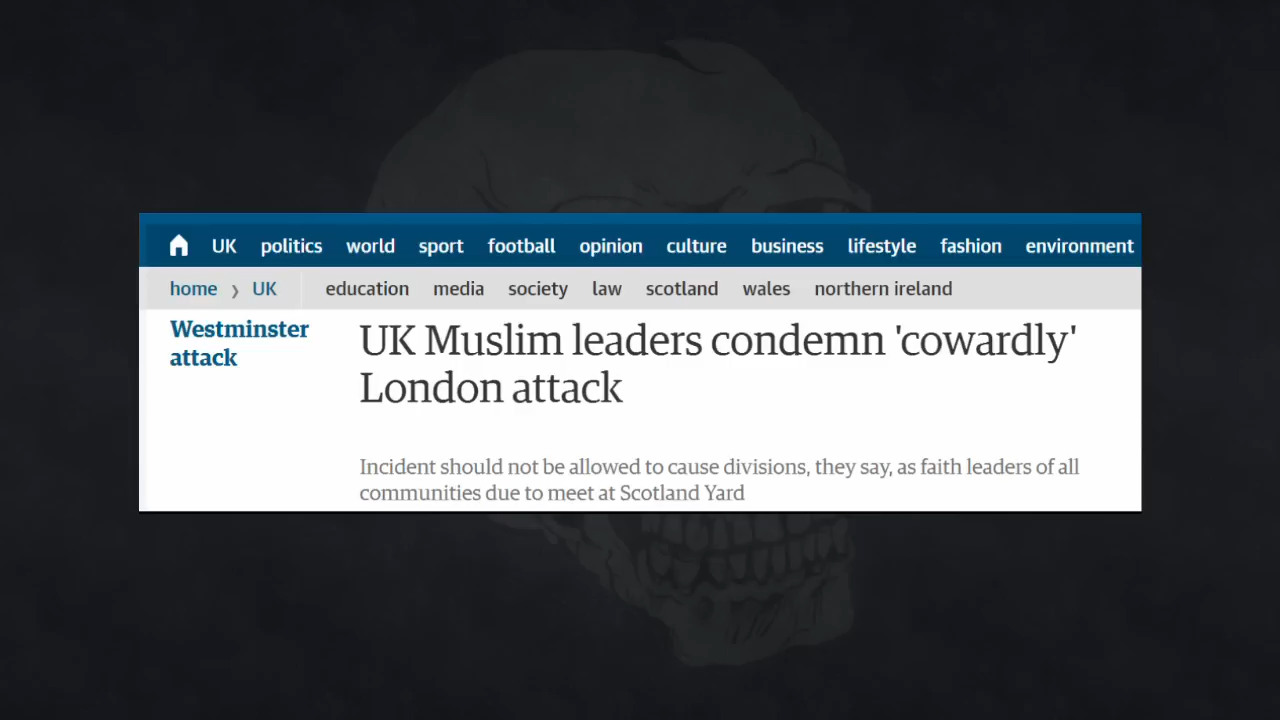 UK politics world sport football opinion culture business lifestyle fashion environment
home › UK education media society law scotland wales northern ireland
Westminster
attack
UK Muslim leaders condemn 'cowardly'
London attack
Incident should not be allowed to cause divisions, they say, as faith leaders of all
communities due to meet at Scotland Yard